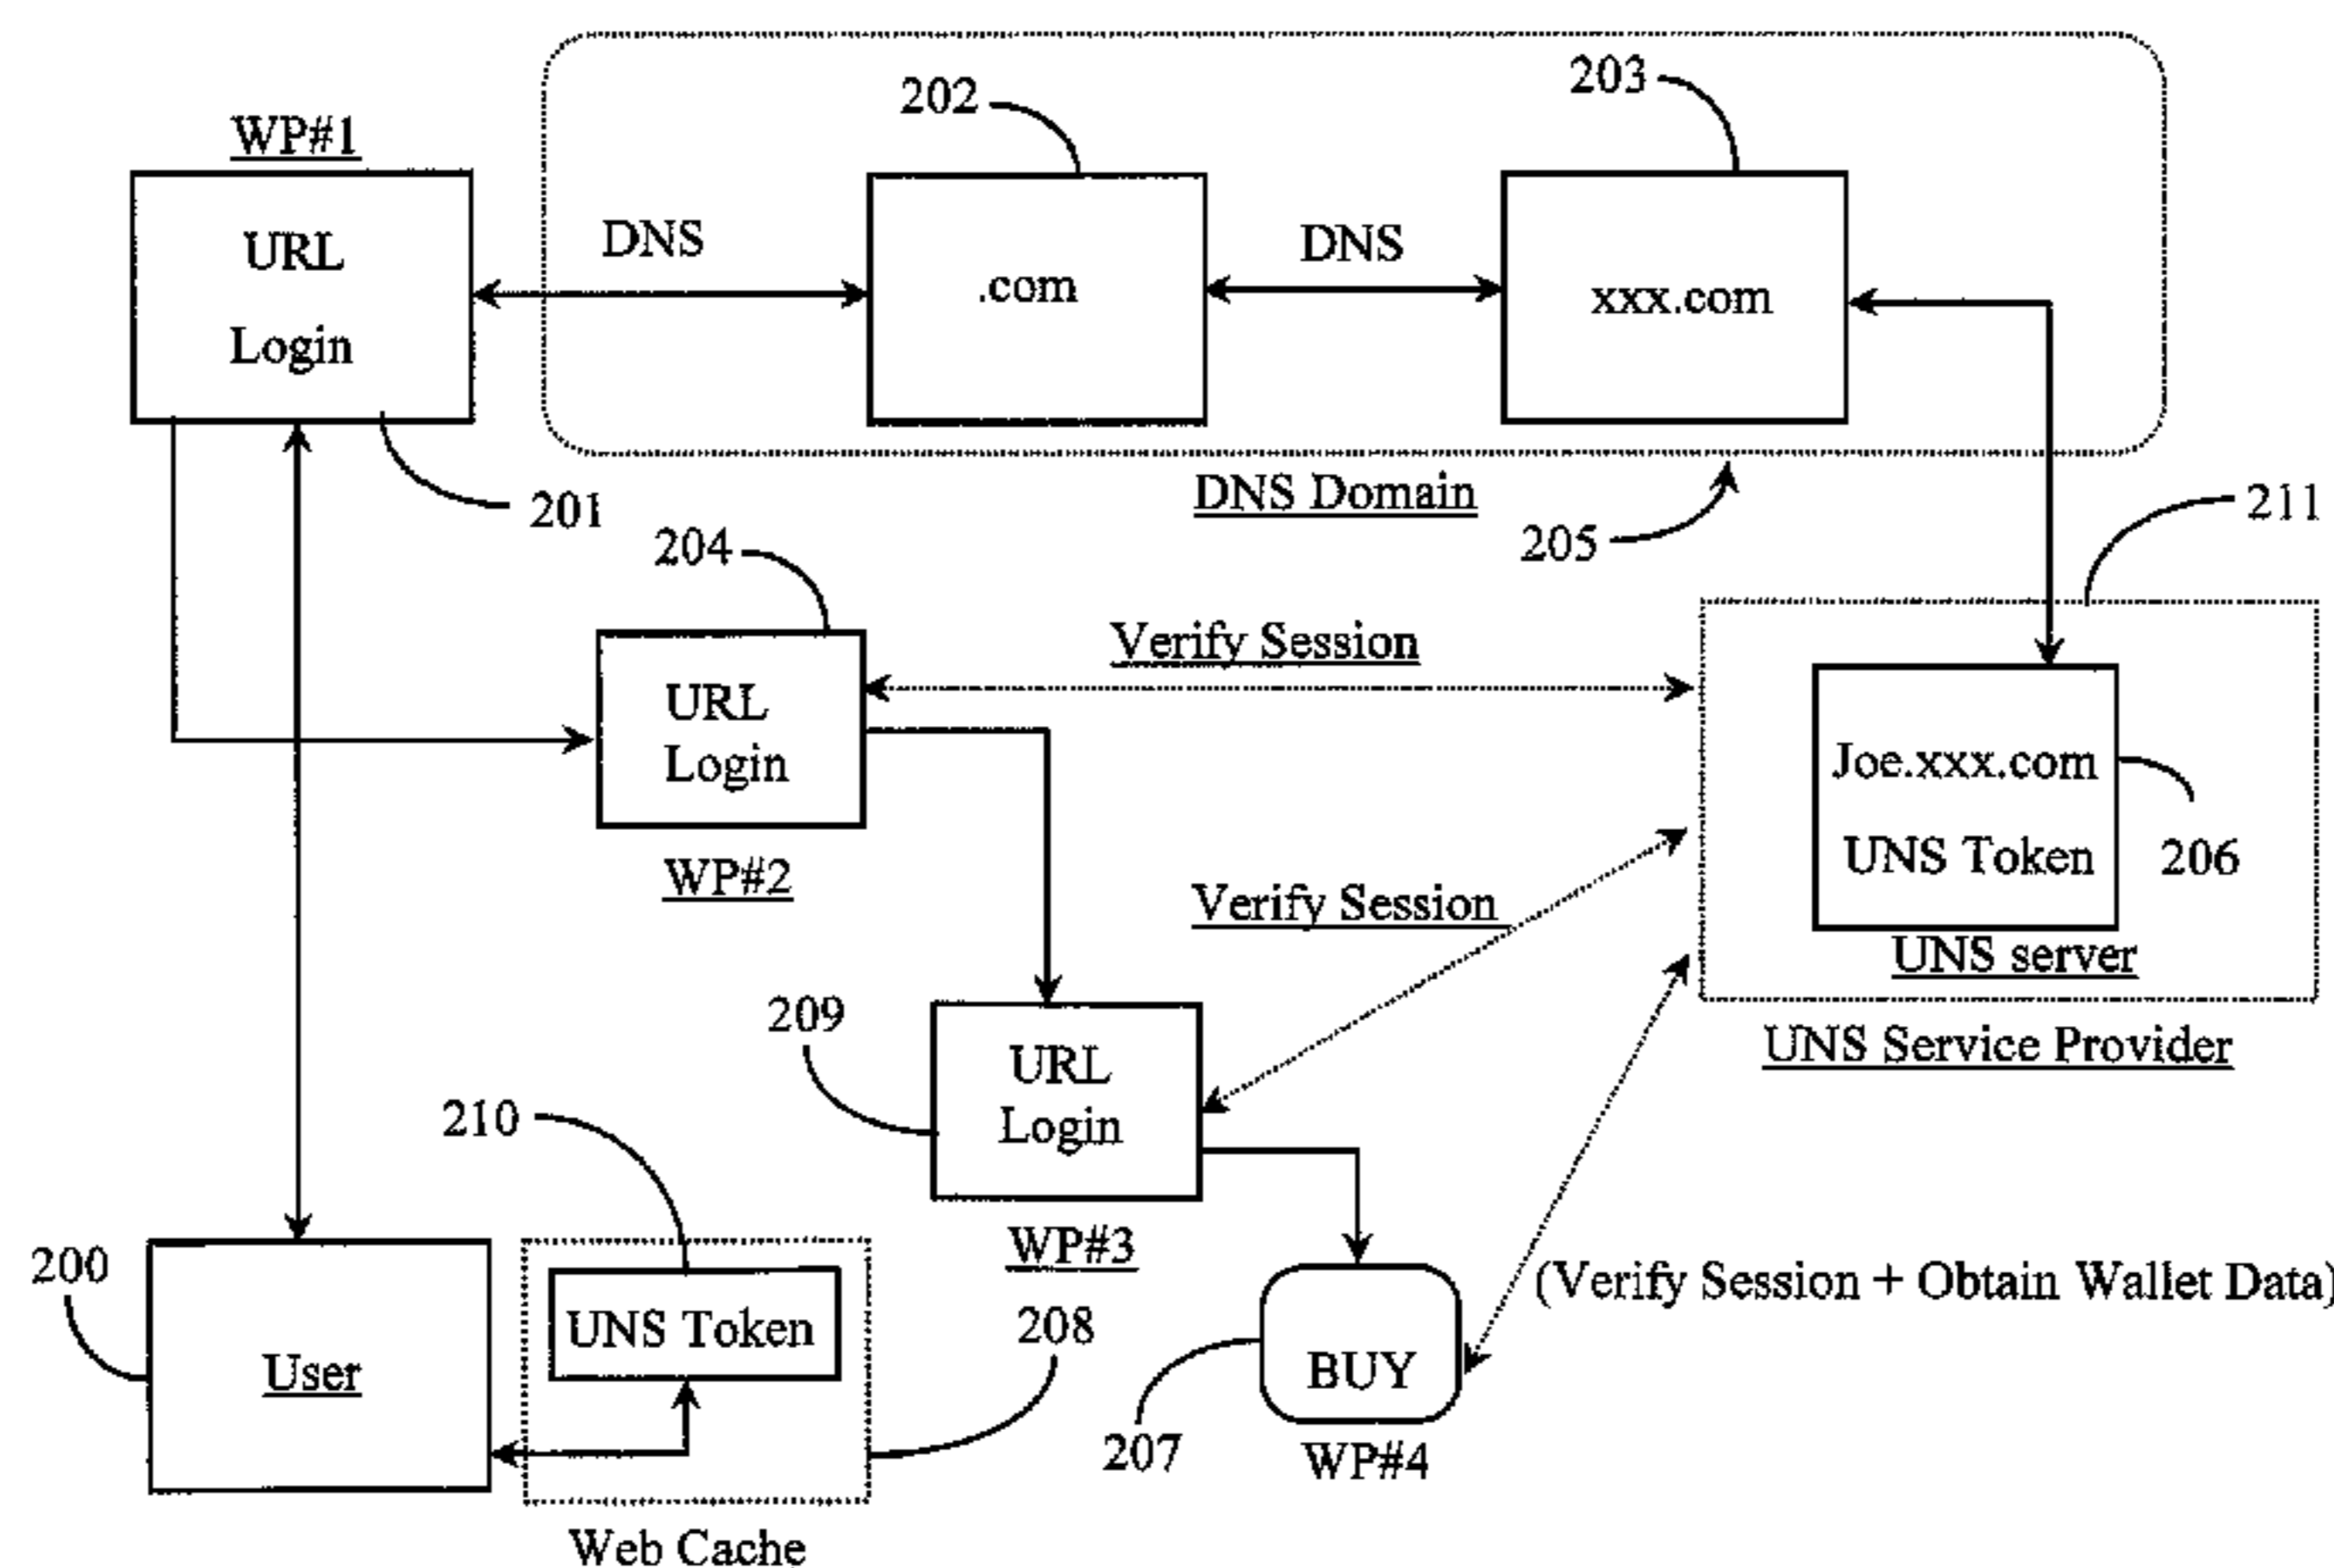 203
202
WP#1
URL
Login
DNS
.com
DNS
xxx.com
201
DNS Domain
205
211
204
Verify Session
URL
Login
WP#2
Joe.xxx.com
UNS Token
206
UNS server
UNS Service Provider
Verify Session
209
URL
Login
WP#3
210
200
User
UNS Token
208
Web Cache
(Verify Session + Obtain Wallet Data)
BUY
207
WP#4